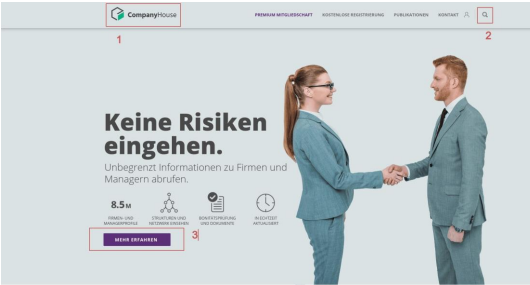 CompanyHouse
PREMIUM MITGLIEDSCHAFT KOSTENLOSE REGISTRIERUNG PUBLIKATIONEN KONTAKT
1
2
Keine Risiken
eingehen.
Unbegrenzt Informationen zu Firmen und
Managern abrufen.
8.5 M
FIRMEN- UND
MANAGERPROFILE
STRUKTUREN UND
NETZWERK EINSEHEN
BONITÄTSPRÜFUNG
UND DOKUMENTE
IN ECHTZEIT
AKTUALISIERT
MEHR ERFAHREN
3